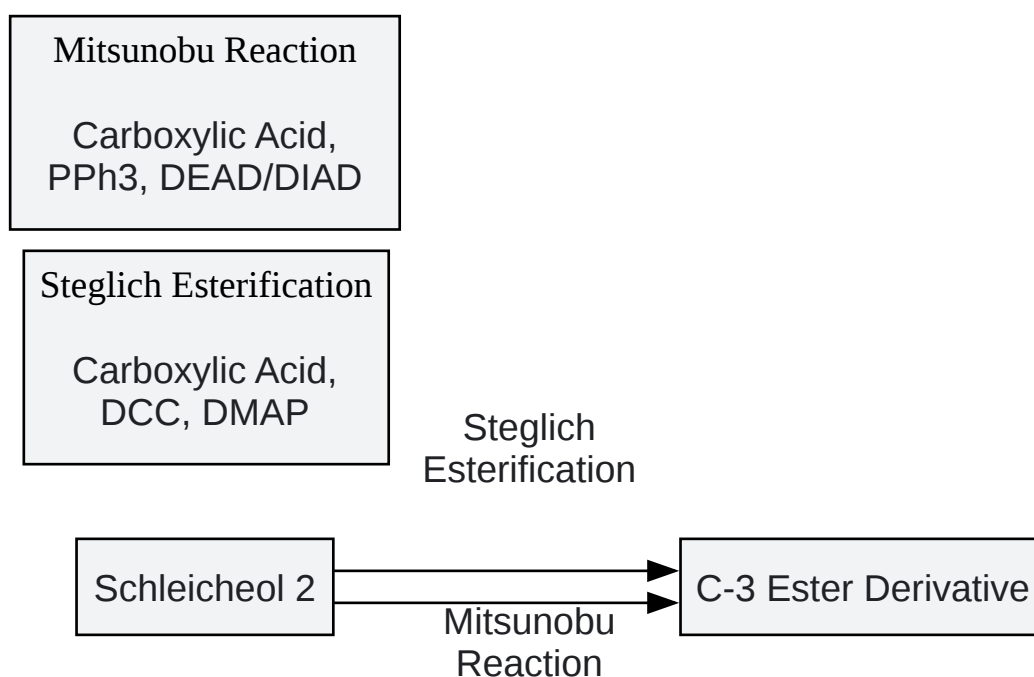 Mitsunobu Reaction
Carboxylic Acid,
PPh3, DEAD/DIAD
Steglich Esterification
Carboxylic Acid,
DCC, DMAP
Steglich
Esterification
Schleicheol 2
C-3 Ester Derivative
Mitsunobu
Reaction